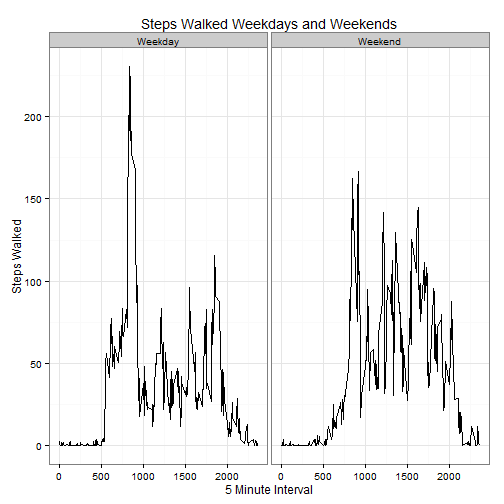 Steps Walked Weekdays and Weekends
Weekday Weekend
Steps Walked
200
150
100
50
0
0 500 1000 1500 2000 0 500 1000 1500 2000
5 Minute Interval